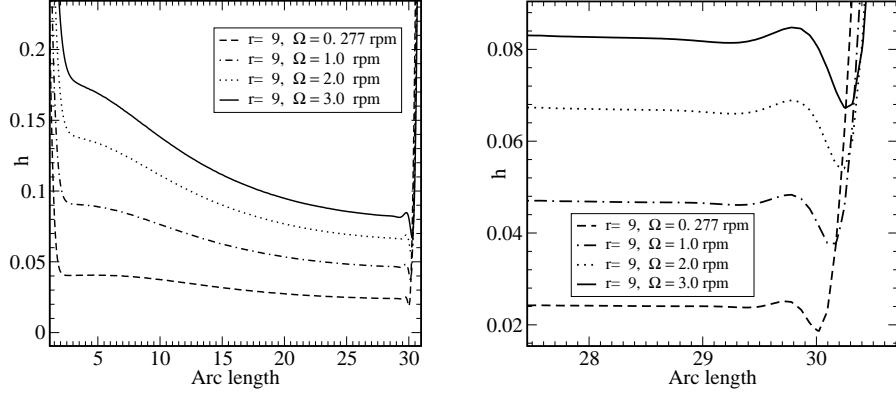 0.2
0.15
0.1
0.05
0
h
r= 9, Ω = 0. 277 rpm
r= 9, Ω = 1.0 rpm
r= 9, Ω = 2.0 rpm
r= 9, Ω = 3.0 rpm
5 10 15 20 25 30
Arc length
0.08
0.06
0.04
0.02
h
r= 9, Ω = 0. 277 rpm
r= 9, Ω = 1.0 rpm
r= 9, Ω = 2.0 rpm
r= 9, Ω = 3.0 rpm
28 29 30
Arc length